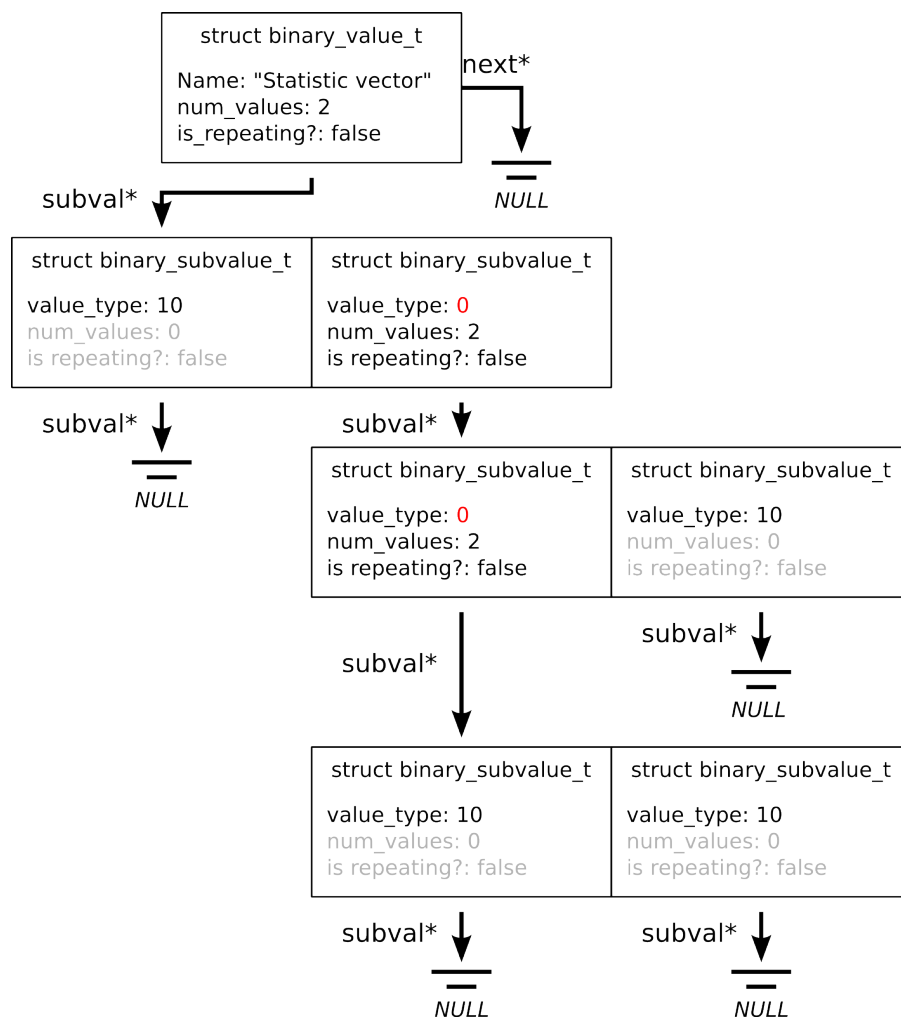 struct binary_value_t
Name: "Statistic vector"
num_values: 2
is_repeating?: false
next*
NULL
subval*
struct binary_subvalue_t
value_type: 10
num_values: 0
is repeating?: false
struct binary_subvalue_t
value_type: 0
num_values: 2
is repeating?: false
subval*
NULL
subval*
struct binary_subvalue_t
value_type: 0
num_values: 2
is repeating?: false
struct binary_subvalue_t
value_type: 10
num_values: 0
is repeating?: false
subval*
subval*
NULL
struct binary_subvalue_t
value_type: 10
num_values: 0
is repeating?: false
struct binary_subvalue_t
value_type: 10
num_values: 0
is repeating?: false
subval*
NULL
subval*
NULL